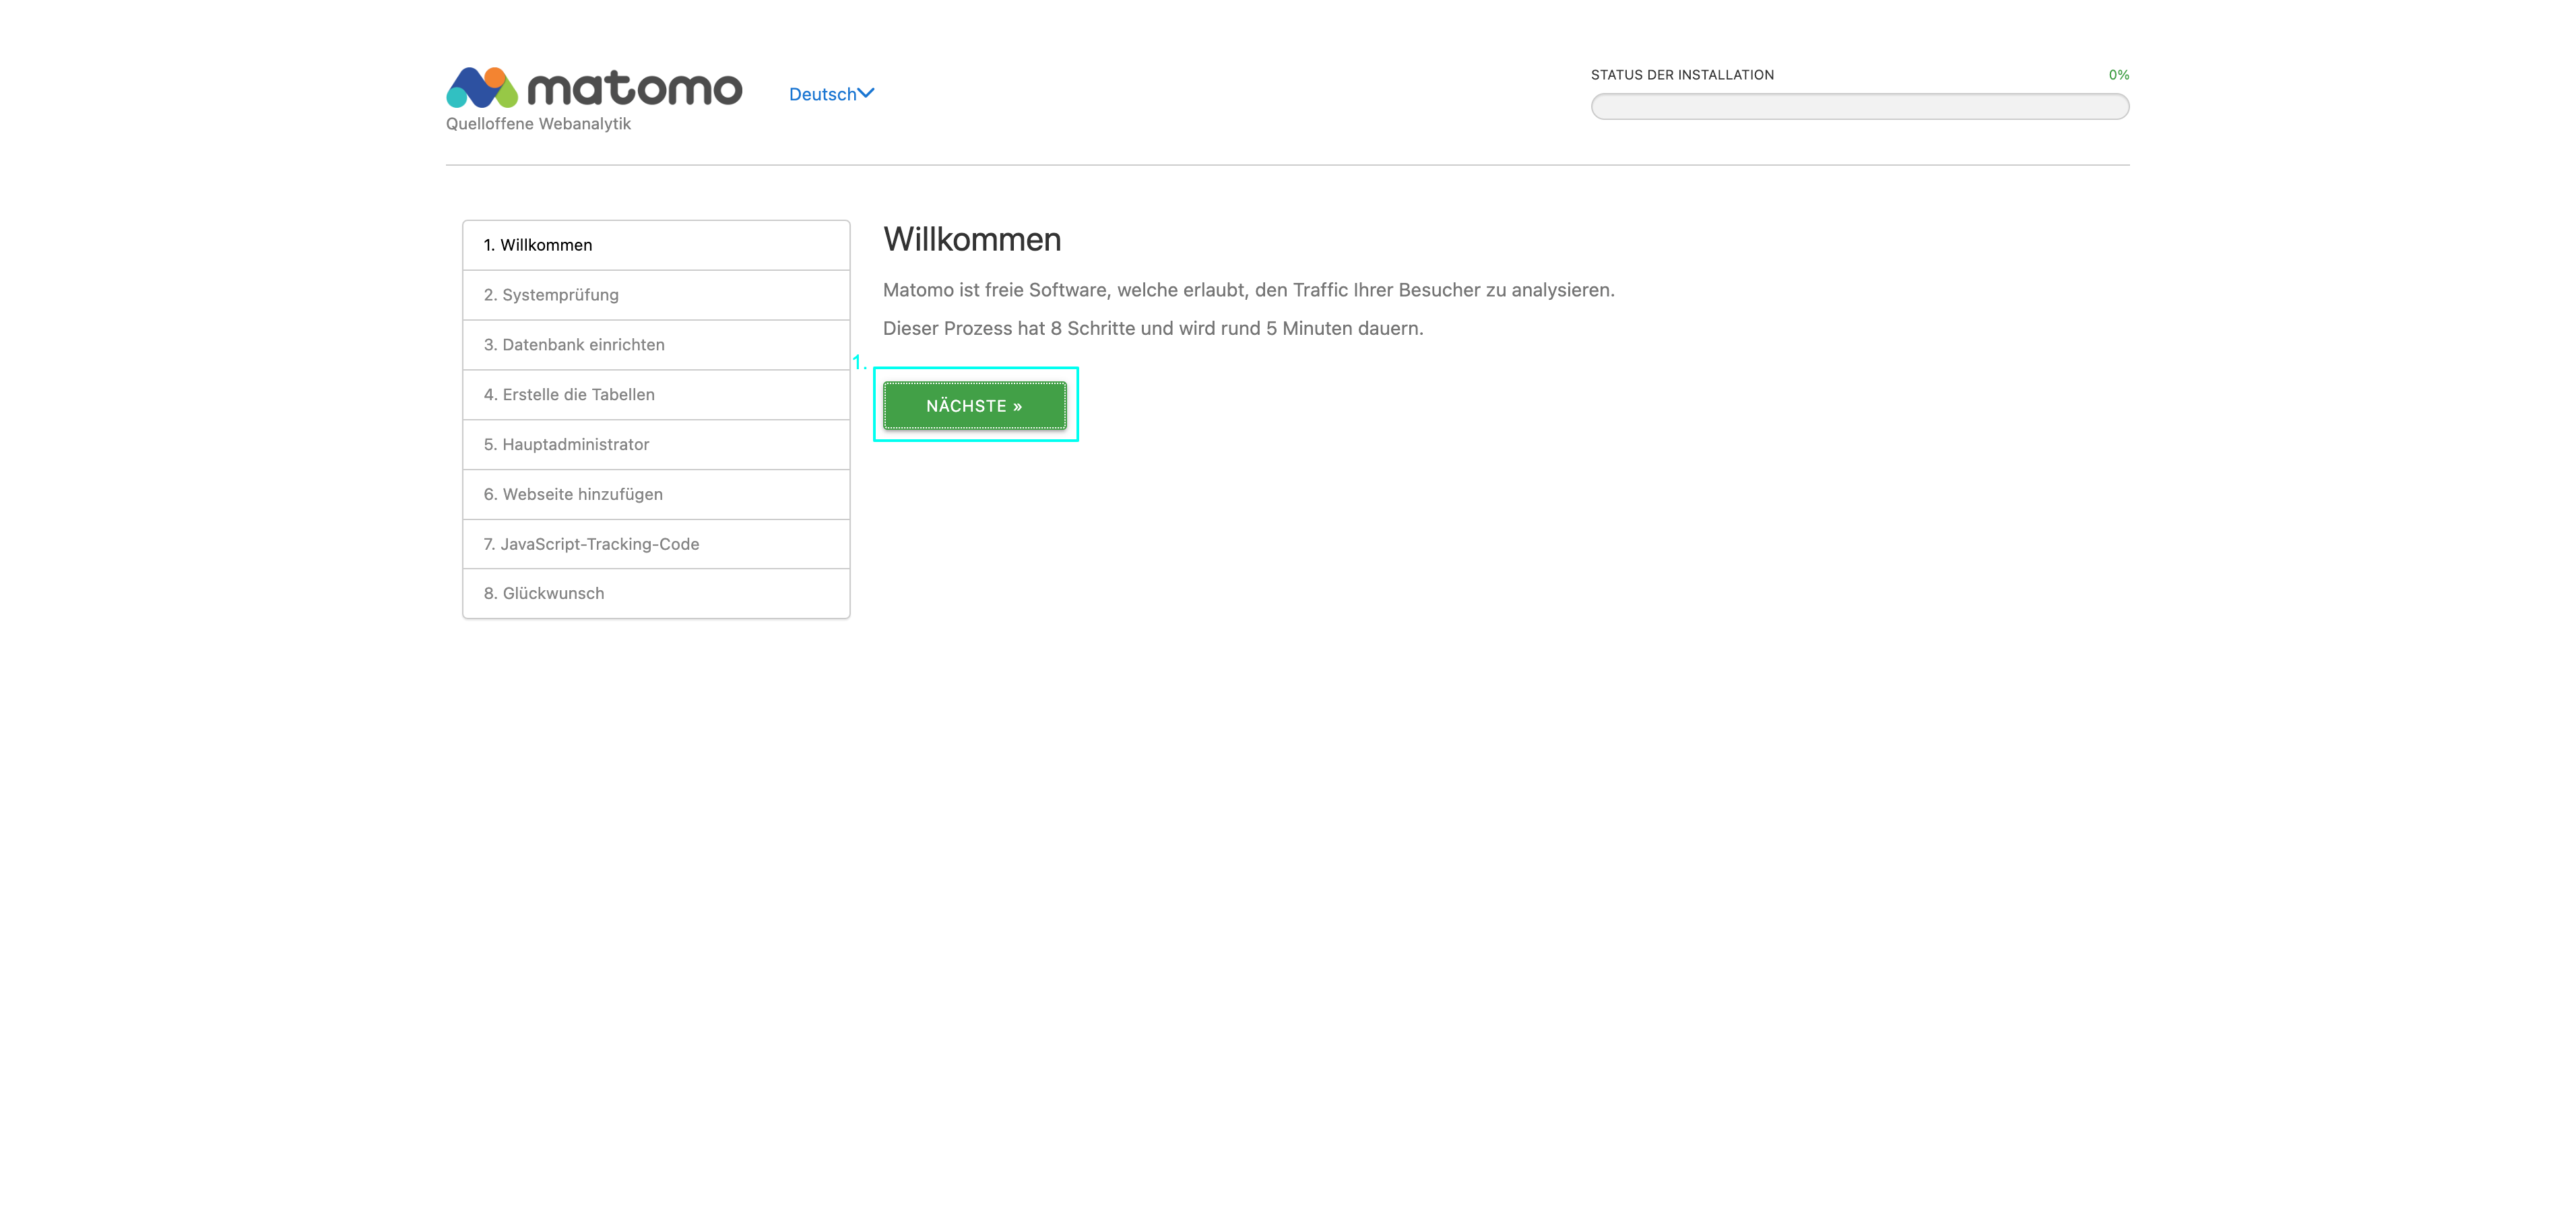 matomo
Deutsch
Quelloffene Webanalytik
STATUS DER INSTALLATION 0%
1. Willkommen
2. Systemprüfung
3. Datenbank einrichten
4. Erstelle die Tabellen
5. Hauptadministrator
6. Webseite hinzufügen
7. JavaScript-Tracking-Code
8. Glückwunsch
Willkommen
Matomo ist freie Software, welche erlaubt, den Traffic Ihrer Besucher zu analysieren.
Dieser Prozess hat 8 Schritte und wird rund 5 Minuten dauern.
1.
NÄCHSTE »